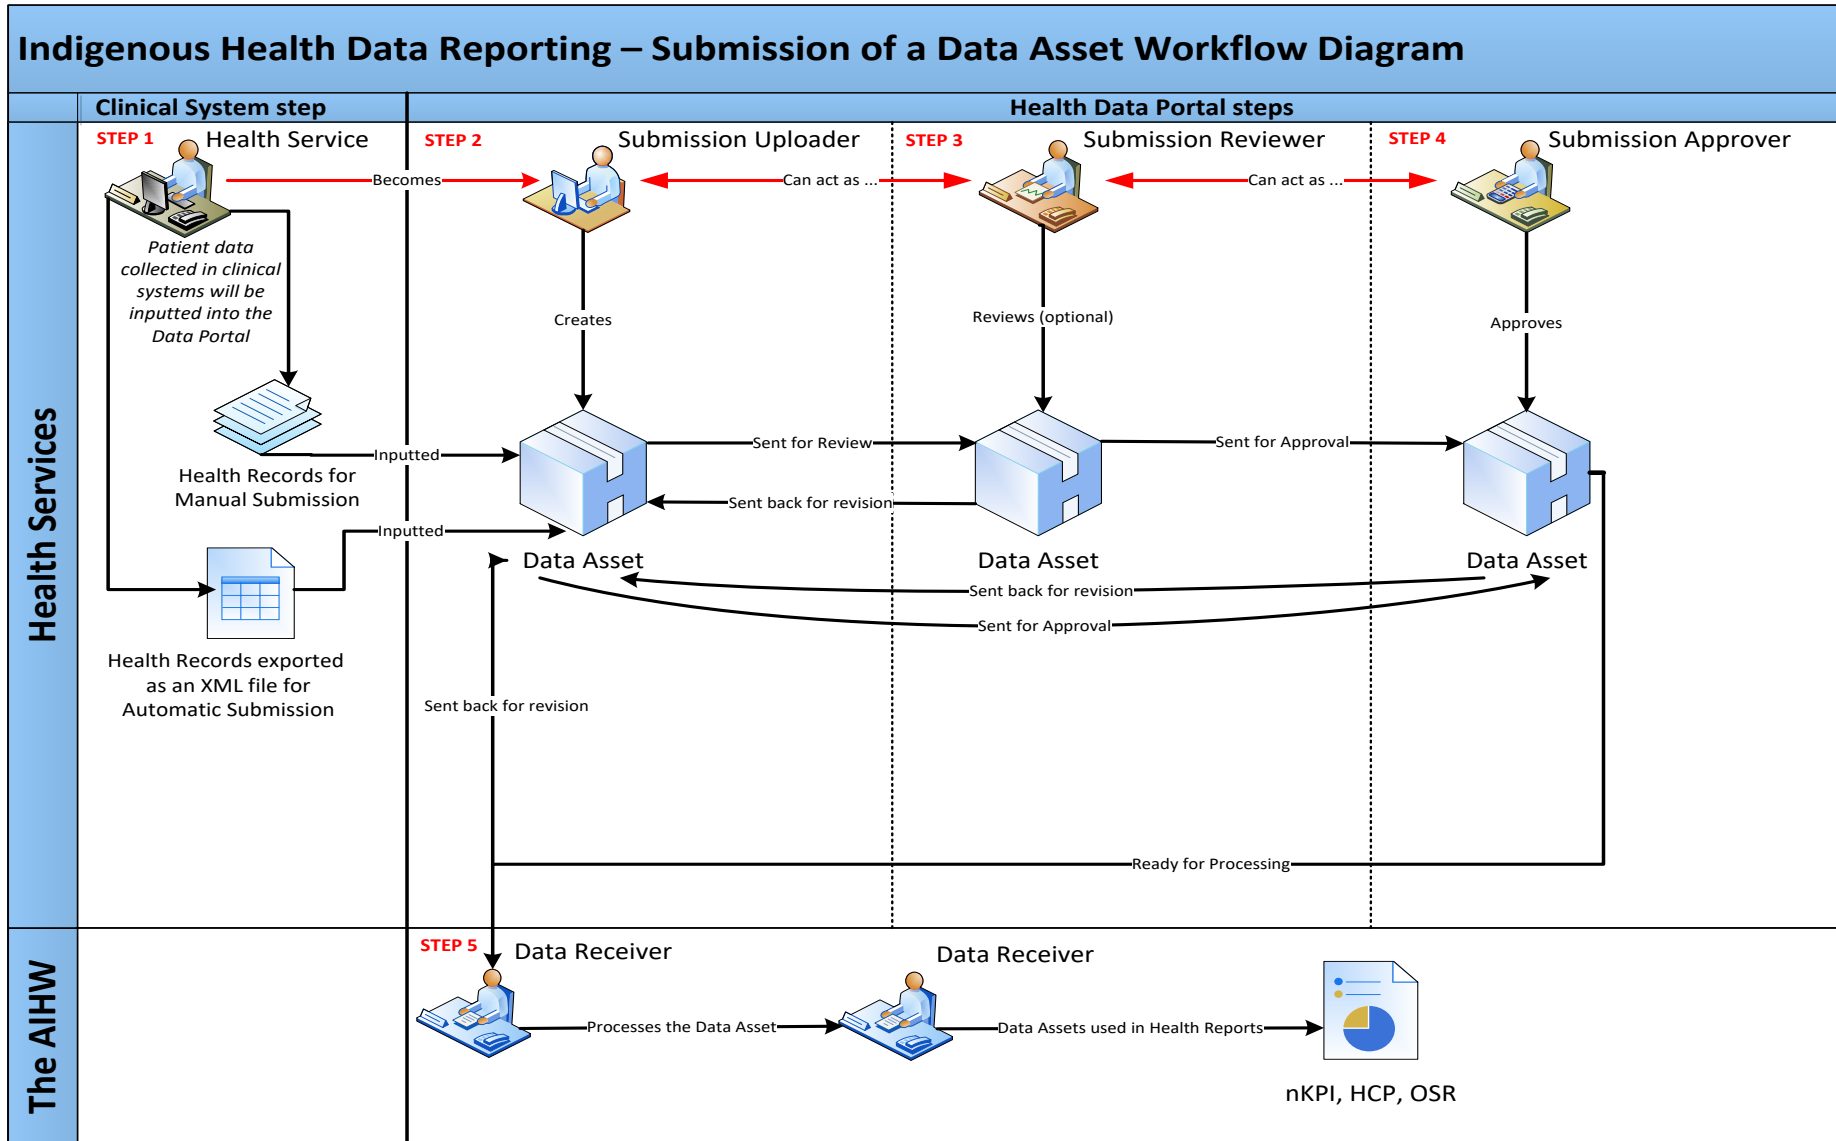 Indigenous Health Data Reporting – Submission of a Data Asset Workflow Diagram
Clinical System step
Health Data Portal steps
Health Services
STEP 1
Health Service
STEP 2
Submission Uploader
STEP 3
Submission Reviewer
STEP 4
Submission Approver
Becomes
Can act as ...
Can act as ...
Patient data
collected in clinical
systems will be
inputted into the
Data Portal
Creates
Reviews (optional)
Approves
Health Records for
Manual Submission
Inputted
Sent for Review
Sent for Approval
Sent back for revision
Inputted
Data Asset
Data Asset
Data Asset
Sent back for revision
Sent for Approval
Health Records exported
as an XML file for
Automatic Submission
Sent back for revision
Ready for Processing
The AIHW
STEP 5
Data Receiver
Data Receiver
Processes the Data Asset
Data Assets used in Health Reports
nKPI, HCP, OSR